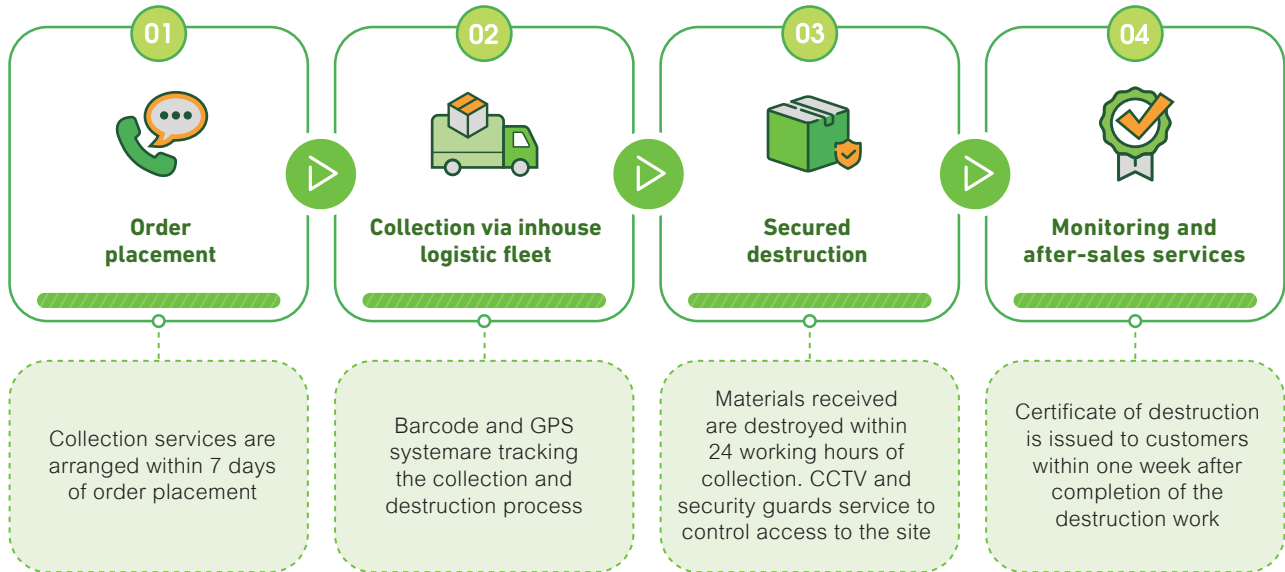 01
Order
placement
Collection services are
arranged within 7 days
of order placement
02
Collection via inhouse
logistic fleet
Barcode and GPS
systemare tracking
the collection and
destruction process
03
Secured
destruction
Materials received
are destroyed within
24 working hours of
collection. CCTV and
security guards service to
control access to the site
04
Monitoring and
after-sales services
Certificate of destruction
is issued to customers
within one week after
completion of the
destruction work